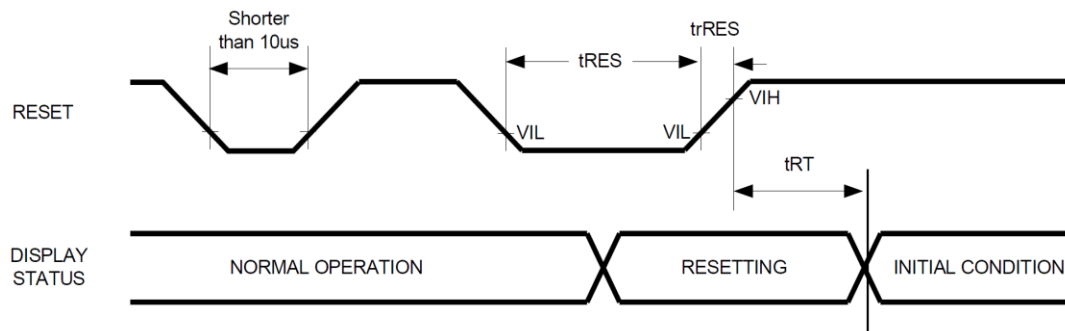 Shorter
than 10us
trRES
tRES
RESET
VIH
VIL
VIL
tRT
DISPLAY
STATUS
NORMAL OPERATION
RESETTING
INITIAL CONDITION